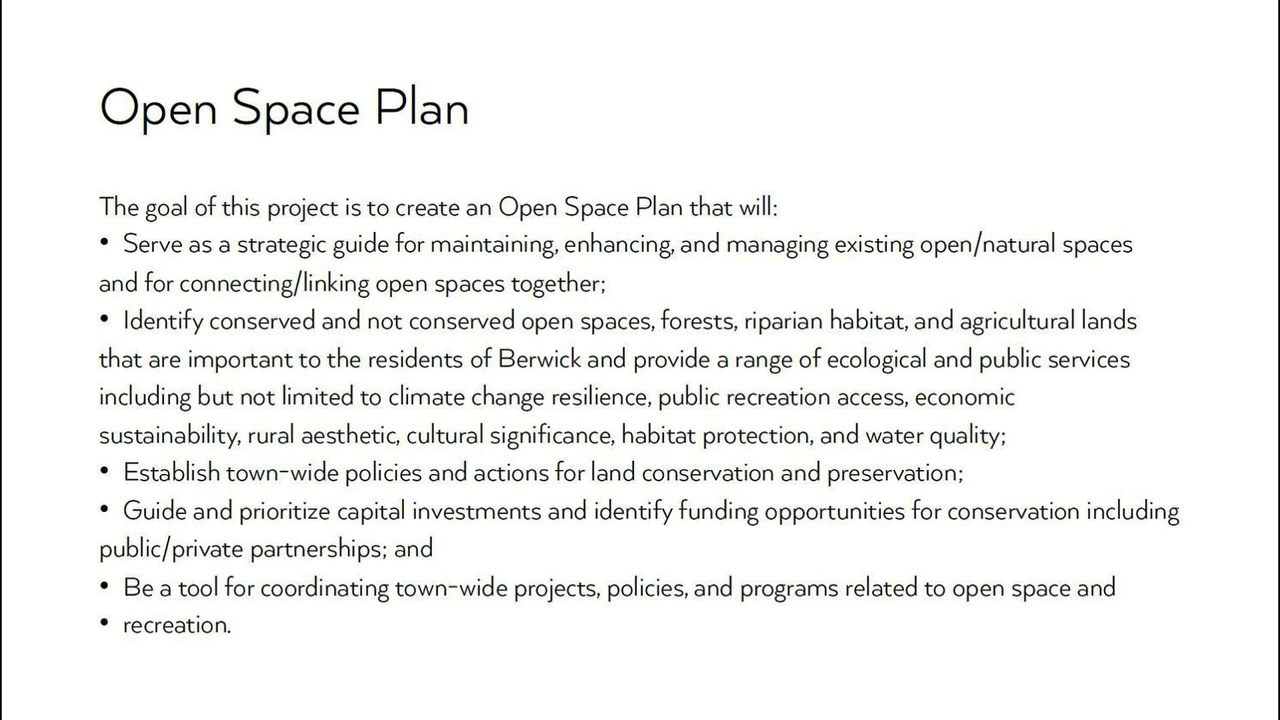 Open Space Plan
The goal of this project is to create an Open Space Plan that will:
• Serve as a strategic guide for maintaining, enhancing, and managing existing open/natural spaces
and for connecting/linking open spaces together;
• Identify conserved and not conserved open spaces, forests, riparian habitat, and agricultural lands
that are important to the residents of Berwick and provide a range of ecological and public services
including but not limited to climate change resilience, public recreation access, economic
sustainability, rural aesthetic, cultural significance, habitat protection, and water quality;
• Establish town-wide policies and actions for land conservation and preservation;
• Guide and prioritize capital investments and identify funding opportunities for conservation including
public/private partnerships; and
• Be a tool for coordinating town-wide projects, policies, and programs related to open space and
• recreation.